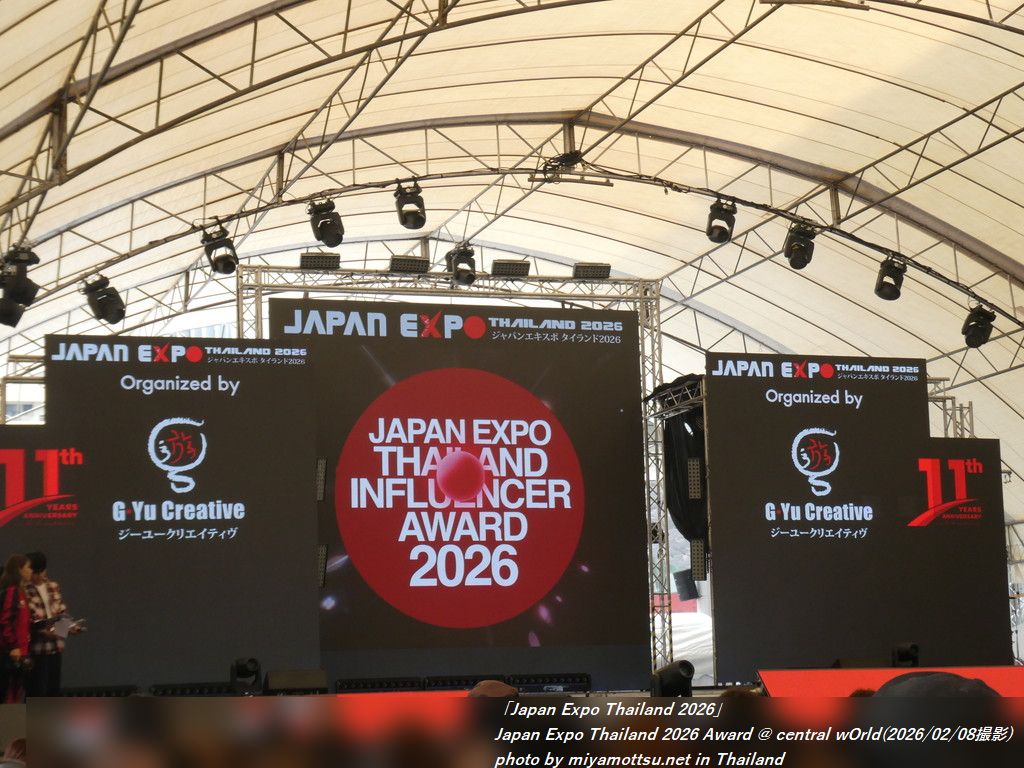 JAPAN EXPO THAILAND 2026
ジャパンエキスポ タイランド2026
Organized by
G-Yu Creative
ジーユークリエイティヴ
11th
YEARS
ANNIVERSARY
JAPAN EXPO THAILAND 2026
ジャパンエキスポ タイランド2026
JAPAN EXPO
THAILAND
INFLUENCER
AWARD
2026
JAPAN EXPO THAILAND 2026
ジャパンエキスポ タイランド2026
Organized by
G-Yu Creative
ジーユークリエイティヴ
11th
YEARS
ANNIVERSARY
「Japan Expo Thailand 2026」
Japan Expo Thailand 2026 Award @ central wOrld(2026/02/08撮影)
photo by miyamottsu.net in Thailand